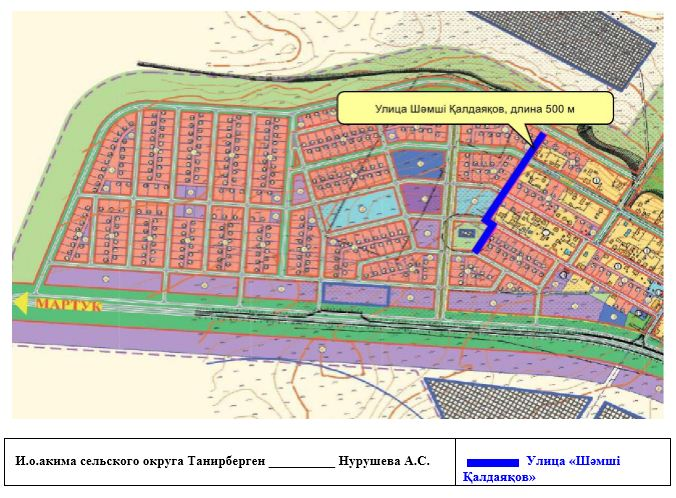 Улица Шәмші Қалдаяқов, длина 500 м
МАРТУК
И.о.акима сельского округа Танирберген __________ Нурушева А.С.
Улица «Шәмші
Қалдаяқов»